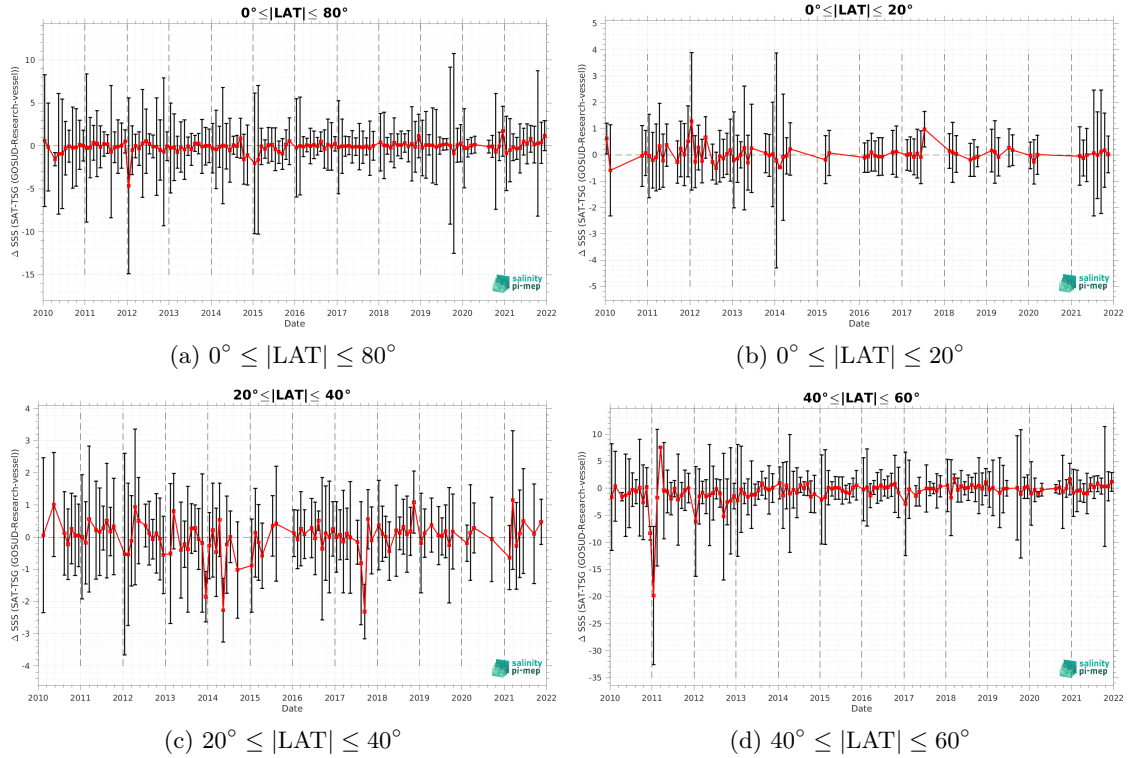 0°≤|LAT|≤ 80°
Δ SSS (SAT-TSG (GOSUD-Research-vessel))
10
5
0
-5
-10
-15
2010 2011 2012 2013 2014 2015 2016 2017 2018 2019 2020 2021 2022
Date
salinity
pi-mep
(a) 0° ≤ |LAT| ≤ 80°
0°≤|LAT|≤ 20°
Δ SSS (SAT-TSG (GOSUD-Research-vessel))
5
4
3
2
1
0
-1
-2
-3
-4
-5
2010 2011 2012 2013 2014 2015 2016 2017 2018 2019 2020 2021 2022
Date
salinity
pi-mep
(b) 0° ≤ |LAT| ≤ 20°
20°≤|LAT|≤ 40°
Δ SSS (SAT-TSG (GOSUD-Research-vessel))
4
3
2
1
0
-1
-2
-3
-4
2010 2011 2012 2013 2014 2015 2016 2017 2018 2019 2020 2021 2022
Date
salinity
pi-mep
(c) 20° ≤ |LAT| ≤ 40°
40°≤|LAT|≤ 60°
Δ SSS (SAT-TSG (GOSUD-Research-vessel))
10
5
0
-5
-10
-15
-20
-25
-30
-35
2010 2011 2012 2013 2014 2015 2016 2017 2018 2019 2020 2021 2022
Date
salinity
pi-mep
(d) 40° ≤ |LAT| ≤ 60°